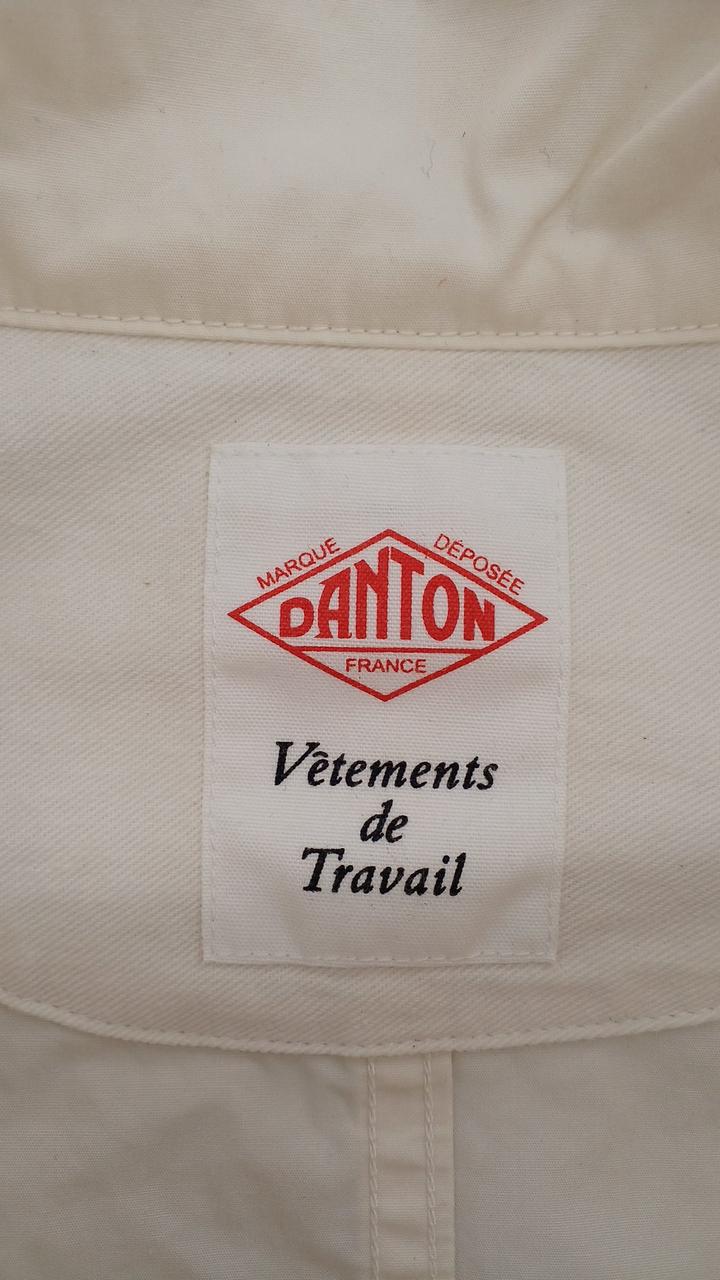 MARQUE DÉPOSÉE
DANTON
FRANCE
Vêtements
de
Travail